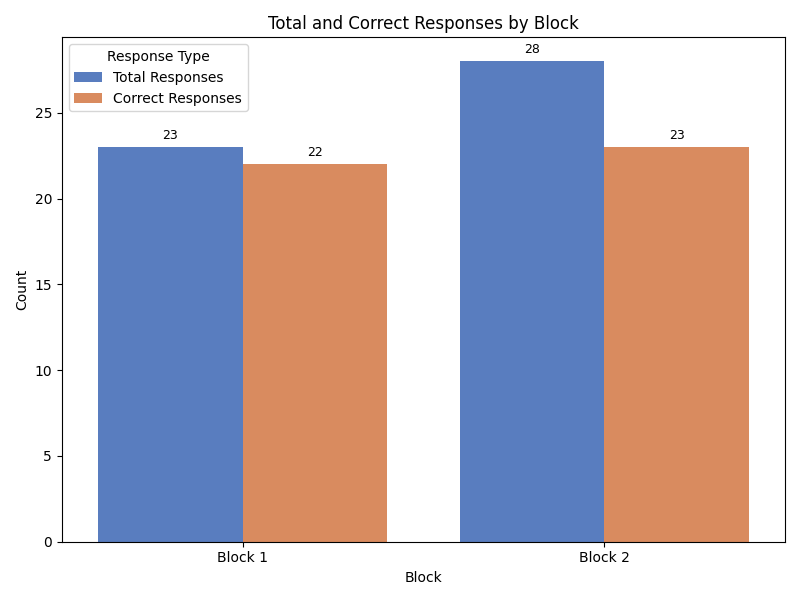 Total and Correct Responses by Block
Response Type
Total Responses
Correct Responses
28
23
22
23
25
20
15
10
5
0
Count
Block 1
Block 2
Block